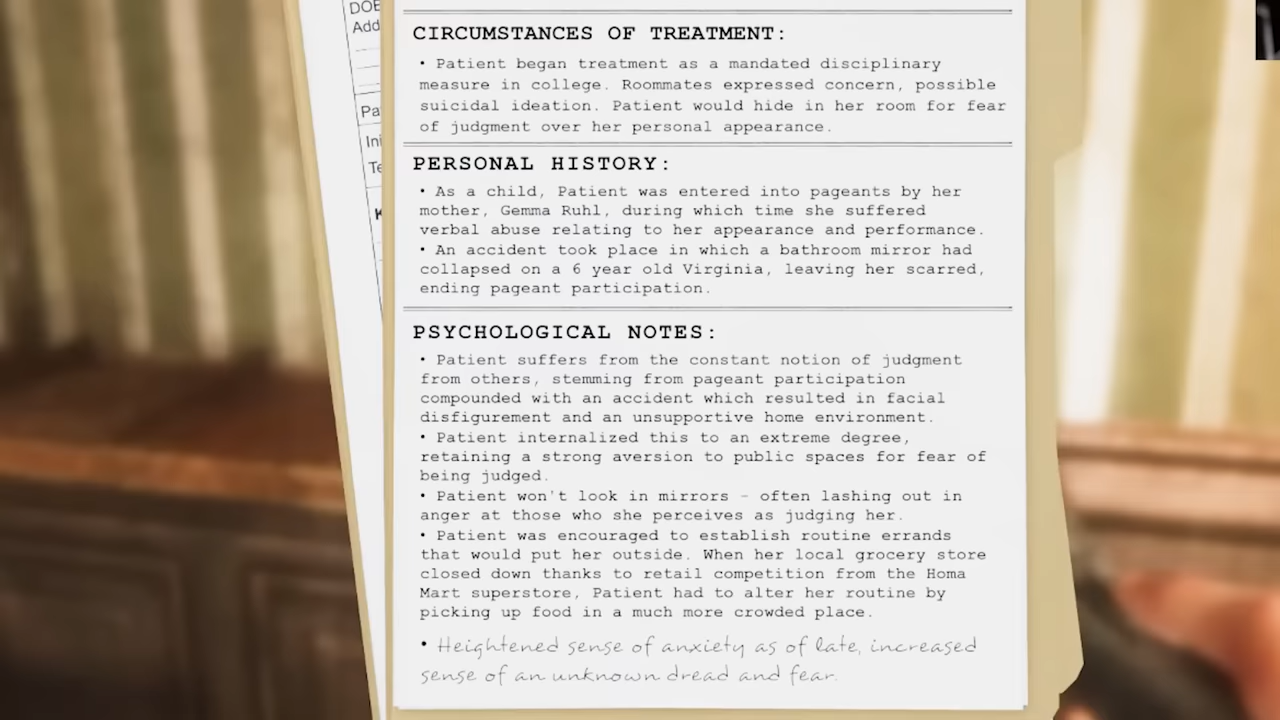 DOB
Add
CIRCUMSTANCES OF TREATMENT:
• Patient began treatment as a mandated disciplinary
measure in college. Roommates expressed concern, possible
suicidal ideation. Patient would hide in her room for fear
of judgment over her personal appearance.
PERSONAL HISTORY:
• As a child, Patient was entered into pageants by her
mother, Gemma Ruhl, during which time she suffered
verbal abuse relating to her appearance and performance.
• An accident took place in which a bathroom mirror had
collapsed on a 6 year old Virginia, leaving her scarred,
ending pageant participation.
PSYCHOLOGICAL NOTES:
• Patient suffers from the constant notion of judgment
from others, stemming from pageant participation
compounded with an accident which resulted in facial
disfigurement and an unsupportive home environment.
• Patient internalized this to an extreme degree,
retaining a strong aversion to public spaces for fear of
being judged.
• Patient won't look in mirrors - often lashing out in
anger at those who she perceives as judging her.
• Patient was encouraged to establish routine errands
that would put her outside. When her local grocery store
closed down thanks to retail competition from the Homa
Mart superstore, Patient had to alter her routine by
picking up food in a much more crowded place.
• Heightened sense of anxiety as of late, increased
sense of an unknown dread and fear.